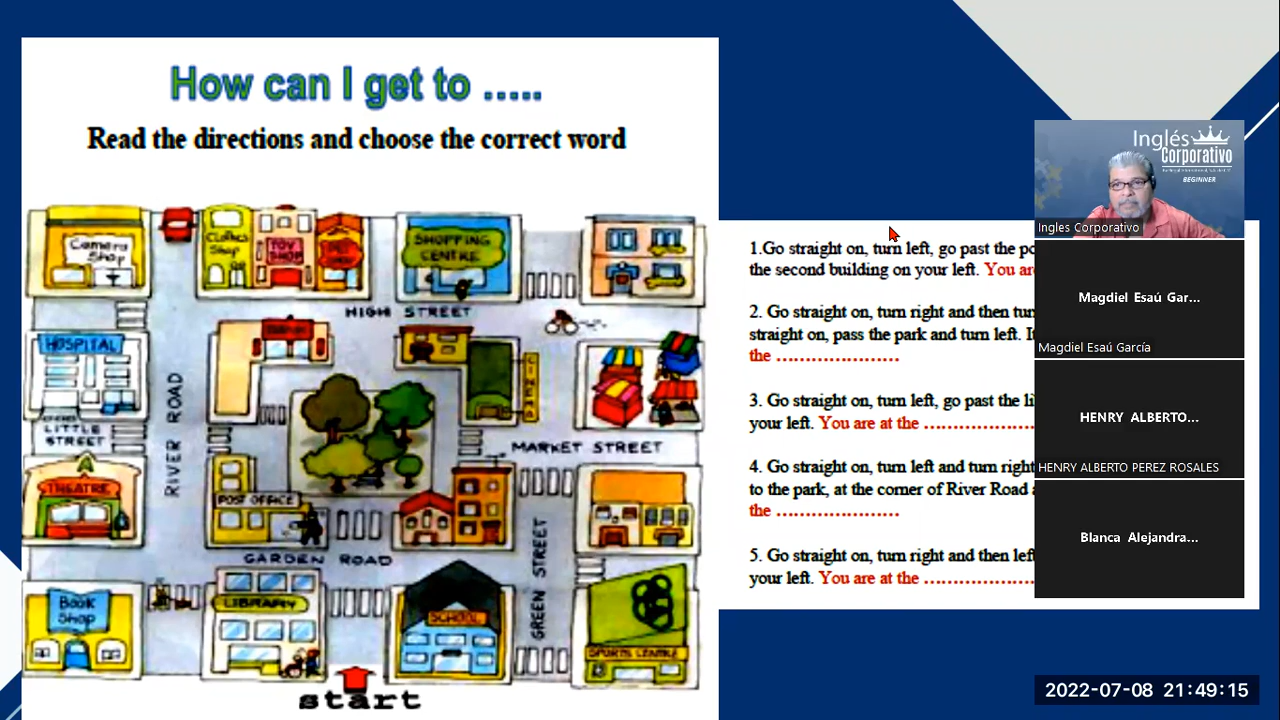 How can I get to .....
Read the directions and choose the correct word
Camera
Shop
Clothes
Shop
TOY
SHOP
SHOPPING
CENTRE
HIGH STREET
HOSPITAL
LITTLE
STREET
RIVER ROAD
CINEMA
MARKET STREET
THEATRE
POST OFFICE
GARDEN ROAD
GREEN STREET
Book
Shop
LIBRARY
SCHOOL
SPORTS CENTRE
start
1.Go straight on, turn left, go past the
the second building on your left. You
2. Go straight on, turn right and then
straight on, pass the park and turn left.
the .....................
3. Go straight on, turn left, go past the
your left. You are at the ....................
4. Go straight on, turn left and turn right
to the park, at the corner of River Road
the .....................
5. Go straight on, turn right and then left
your left. You are at the ....................
Inglés
Corporativo
BEGINNER
Ingles Corporativo
Magdiel Esaú Gar...
Magdiel Esaú García
HENRY ALBERTO...
HENRY ALBERTO PEREZ ROSALES
Blanca Alejandra...
2022-07-08 21:49:15